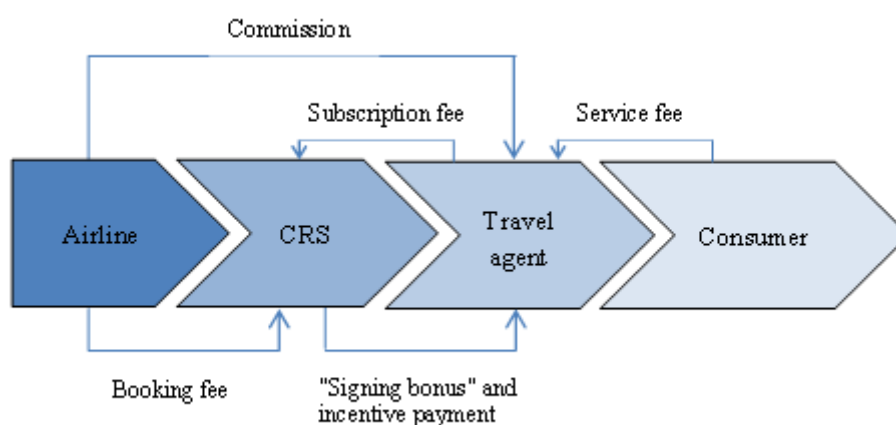 Commission
Subscription fee
Service fee
Airline
CRS
Travel
agent
Consumer
Booking fee
"Signing bonus" and
incentive payment